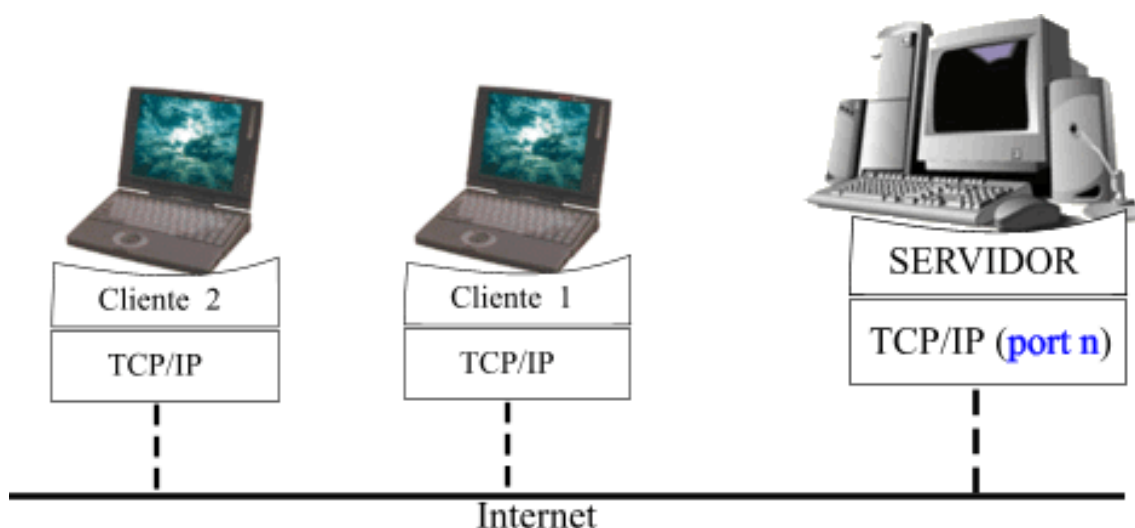 Cliente 2
Cliente 1
SERVIDOR
TCP/IP
TCP/IP
TCP/IP (port n)
Internet